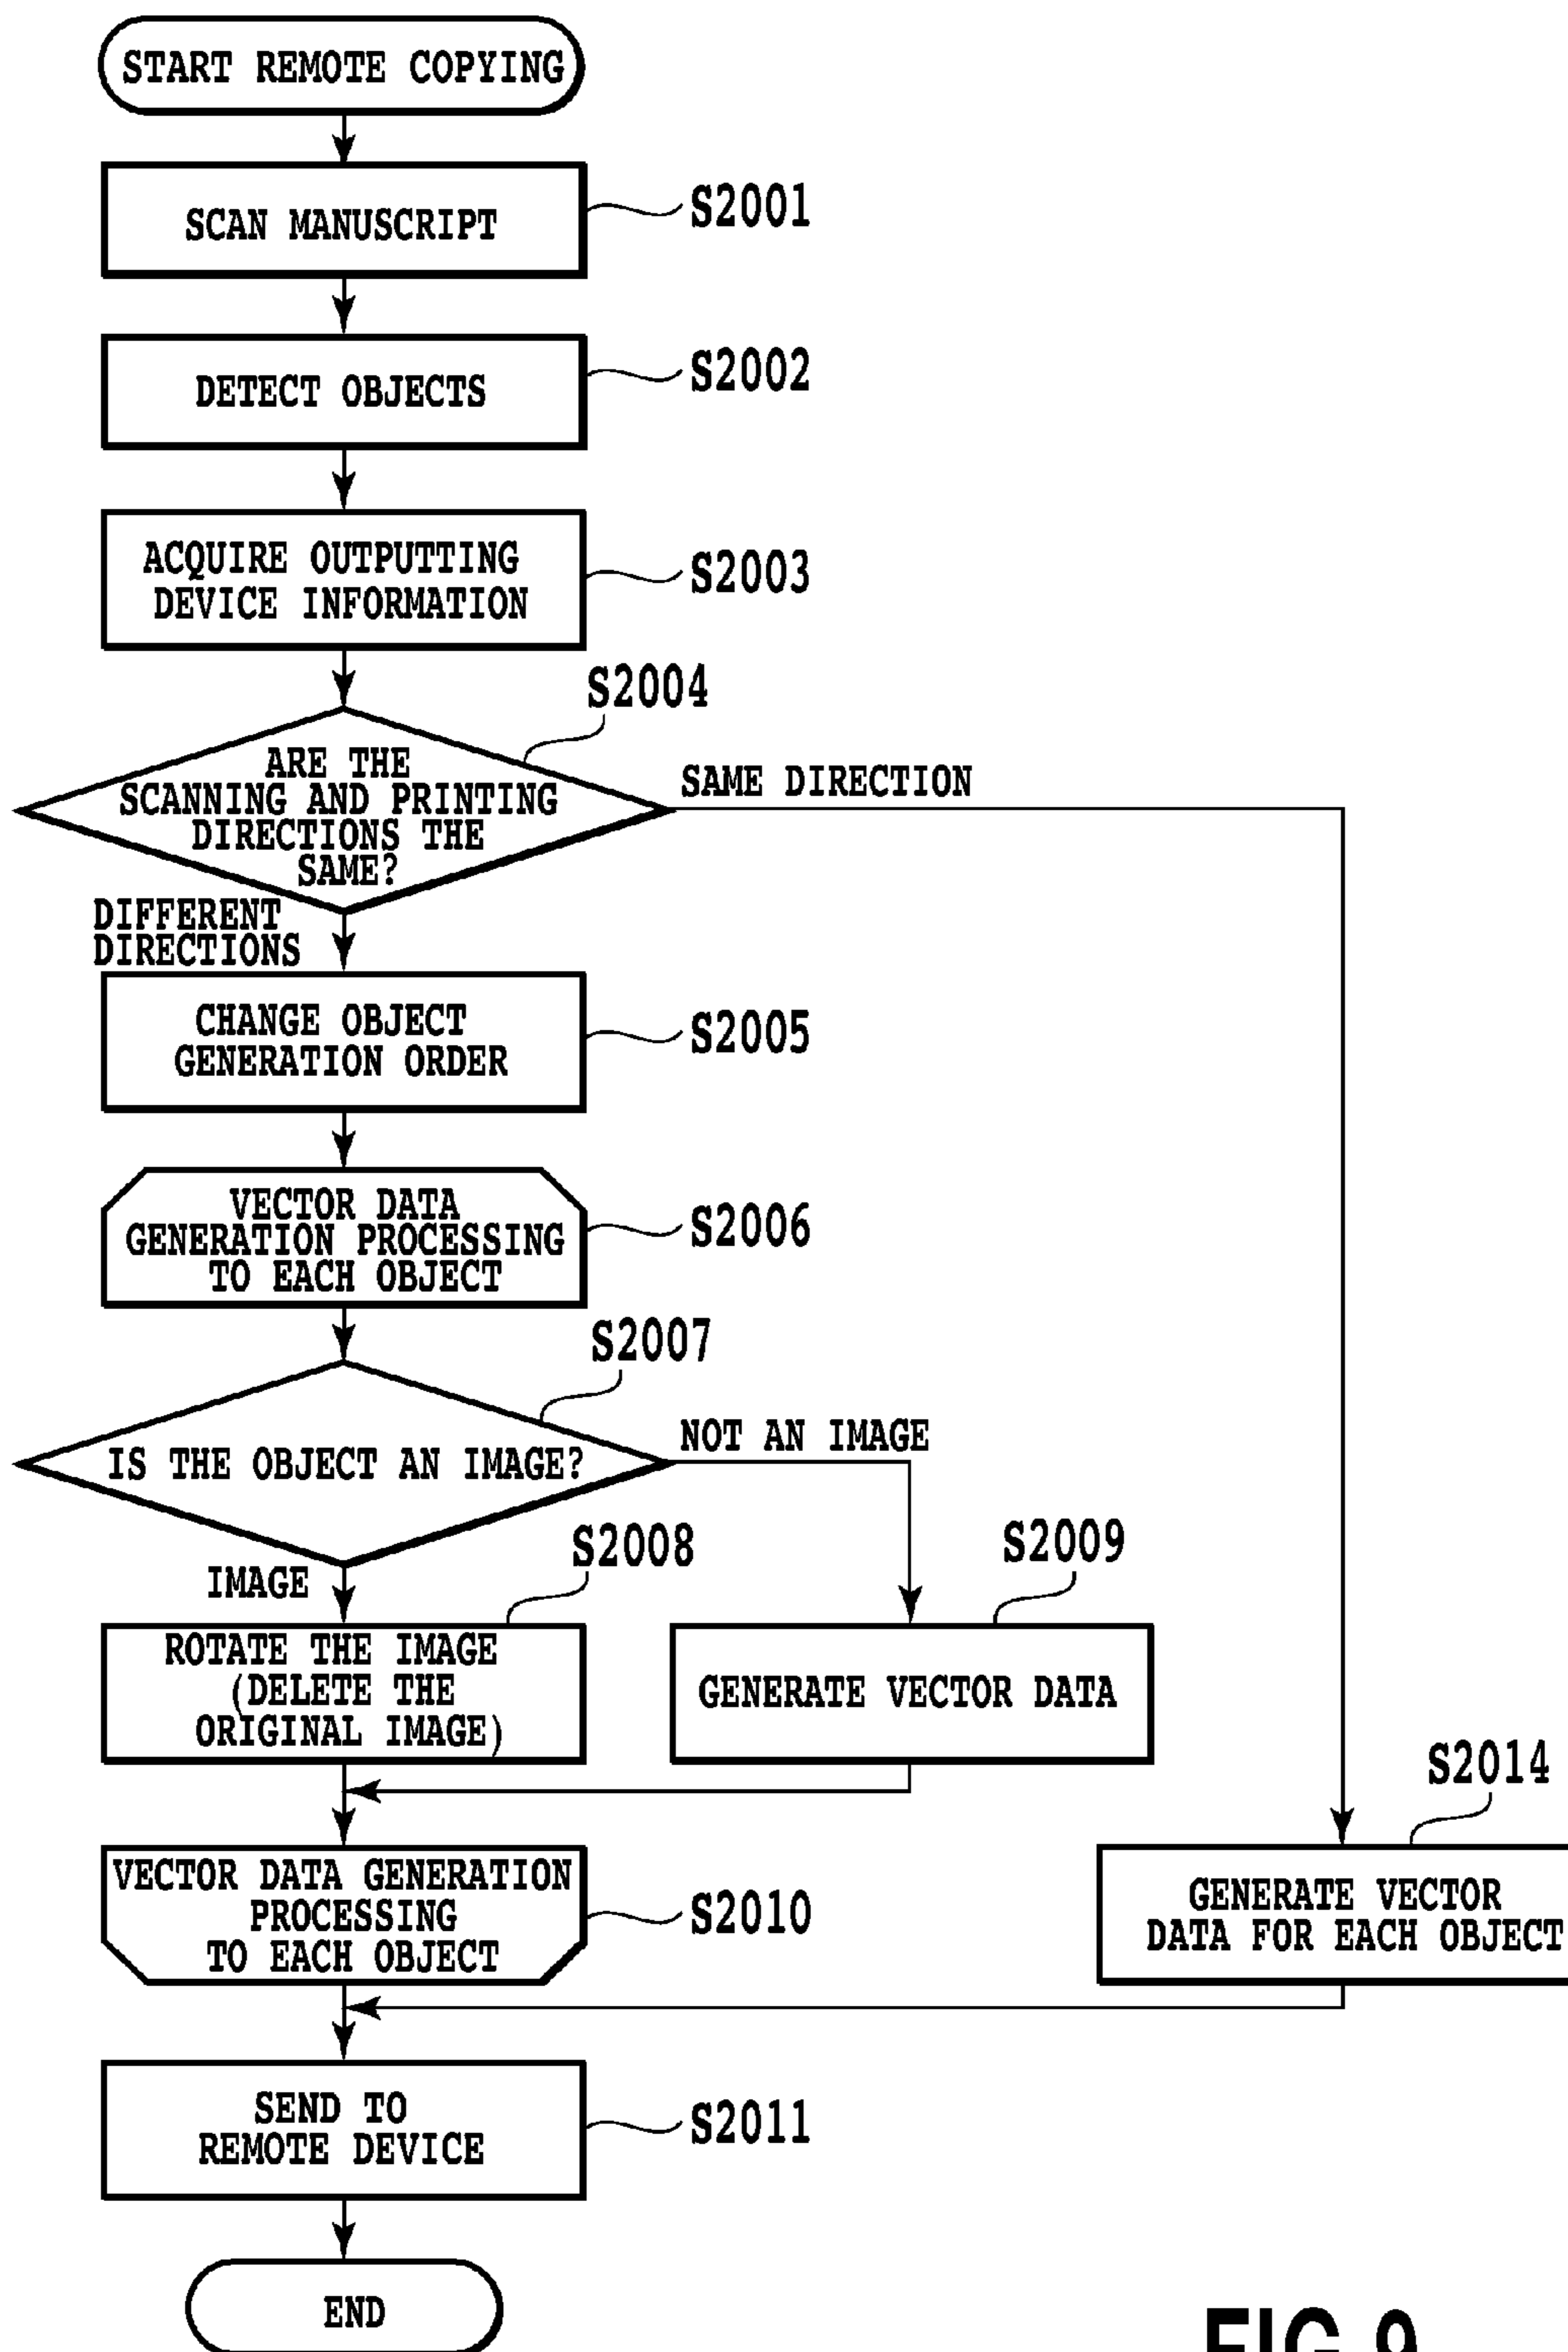 START REMOTE COPYING
SCAN MANUSCRIPT
S2001
DETECT OBJECTS
S2002
ACQUIRE OUTPUTTING
DEVICE INFORMATION
S2003
S2004
ARE THE
SCANNING AND PRINTING
DIRECTIONS THE
SAME?
SAME DIRECTION
DIFFERENT
DIRECTIONS
CHANGE OBJECT
GENERATION ORDER
S2005
VECTOR DATA
GENERATION PROCESSING
TO EACH OBJECT
S2006
S2007
IS THE OBJECT AN IMAGE?
NOT AN IMAGE
IMAGE
S2008
ROTATE THE IMAGE
(DELETE THE
ORIGINAL IMAGE)
S2009
GENERATE VECTOR DATA
VECTOR DATA GENERATION
PROCESSING
TO EACH OBJECT
S2010
S2014
GENERATE VECTOR
DATA FOR EACH OBJECT
SEND TO
REMOTE DEVICE
S2011
END
FIG.9